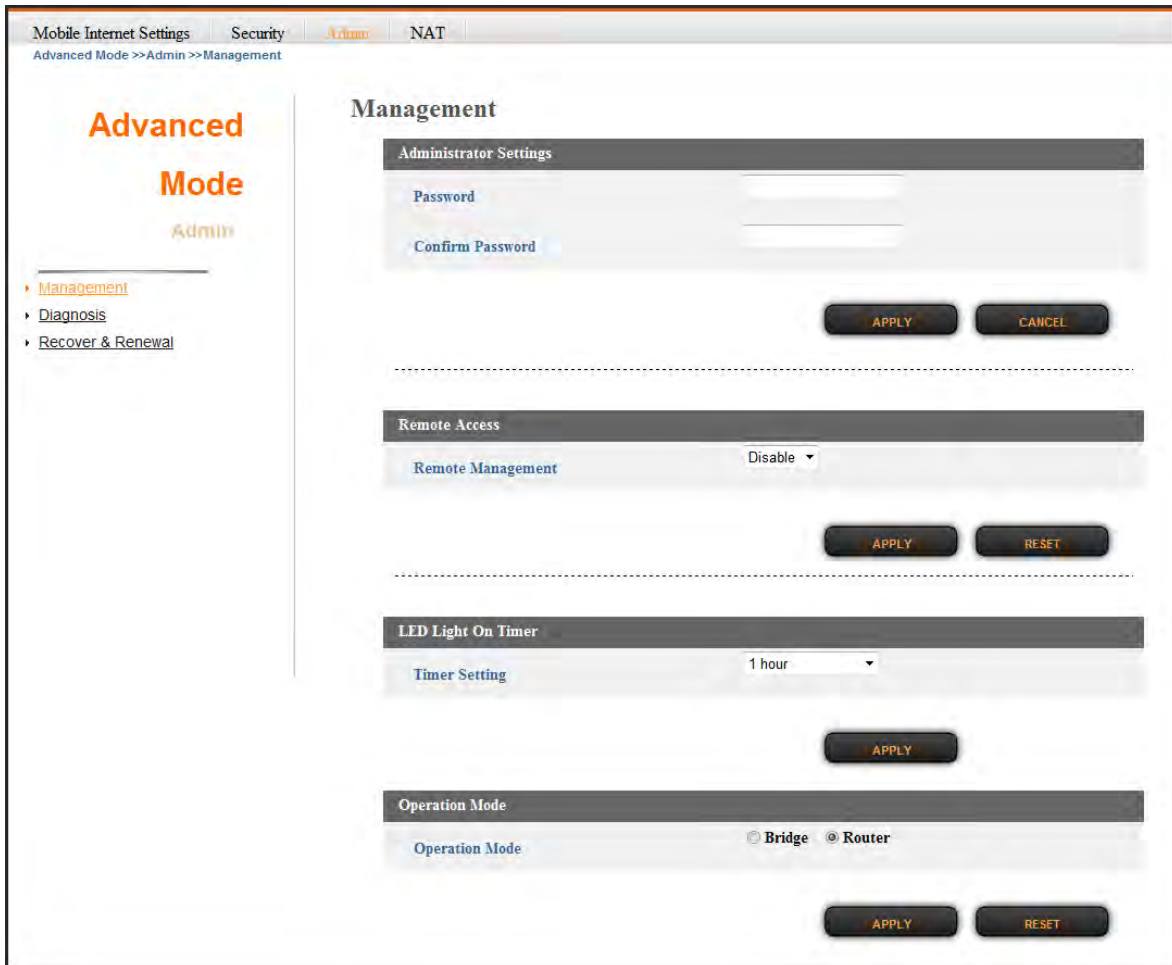 Mobile Internet Settings Security Admin NAT
Advanced Mode >>Admin >>Management
Advanced
Mode
Admin
Management
Diagnosis
Recover & Renewal
Management
Administrator Settings
Password
Confirm Password
APPLY CANCEL
Remote Access
Remote Management Disable
APPLY RESET
LED Light On Timer
Timer Setting 1 hour
APPLY
Operation Mode
Operation Mode Bridge Router
APPLY RESET